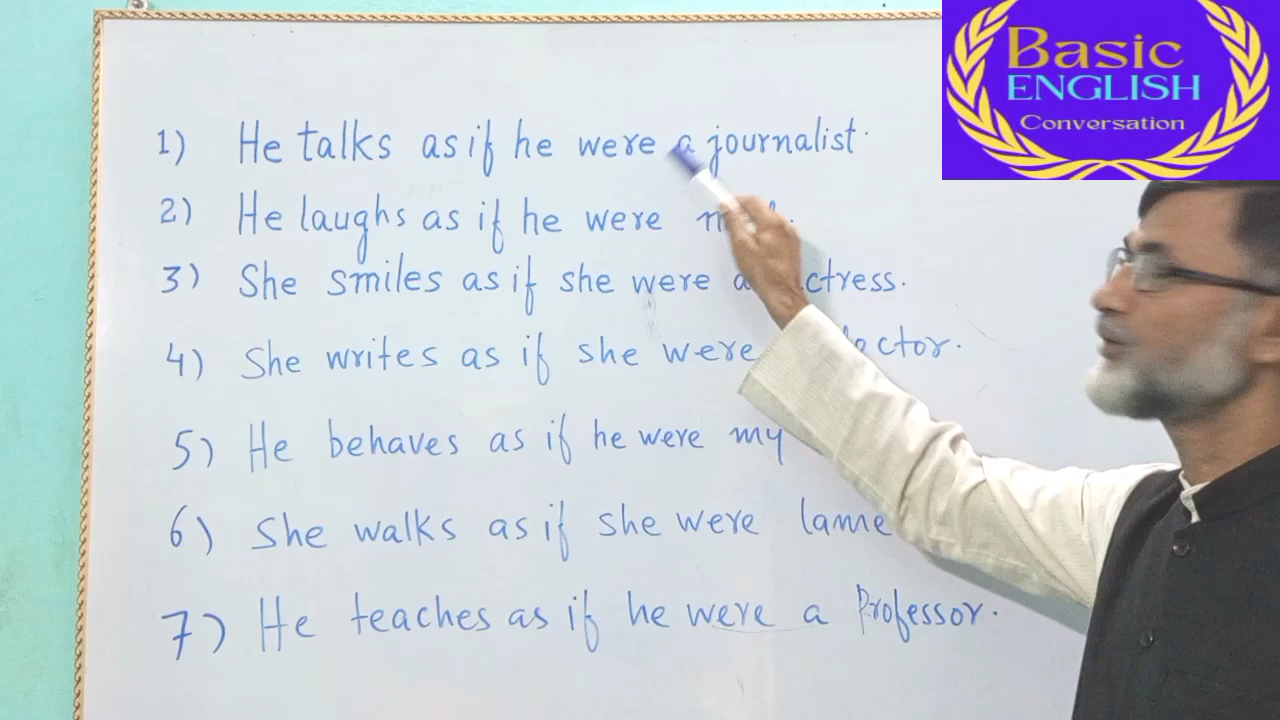 Basic
ENGLISH
Conversation
1) He talks as if he were a journalist.
2) He laughs as if he were
3) She smiles as if she were
4) She writes as if she were
5) He behaves as if he were my
6) She walks as if she were lame
7) He teaches as if he were a Professor.